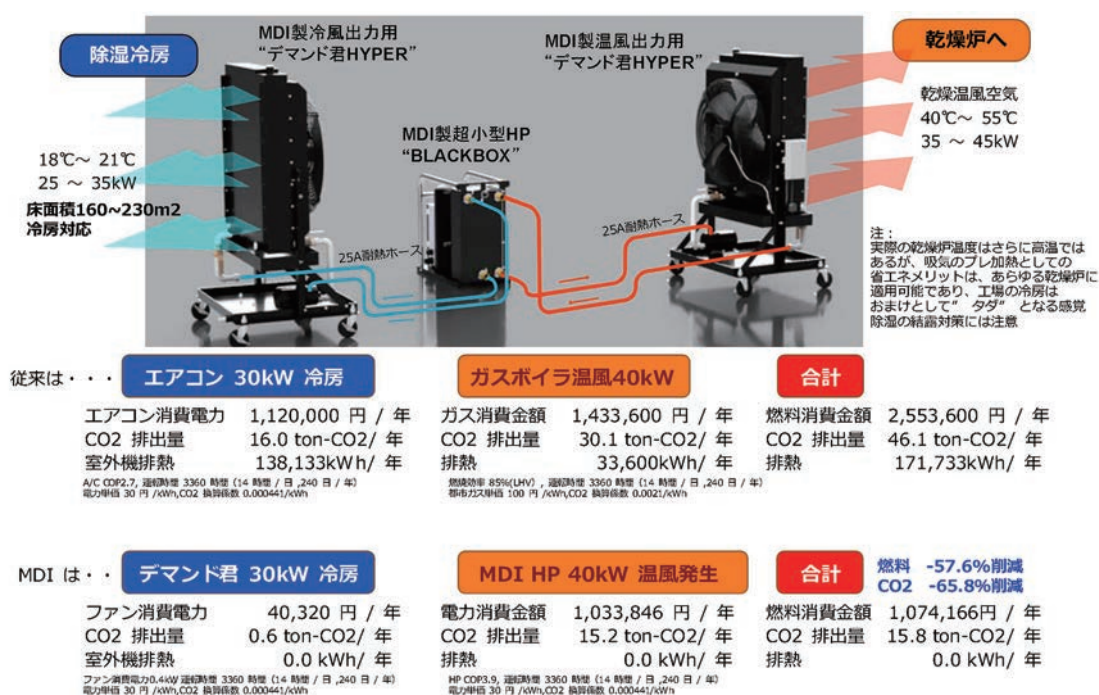 除湿冷房
MDI製冷風出力用
“デマンド君HYPER”
MDI製温風出力用
“デマンド君HYPER”
乾燥炉へ
MDI製超小型HP
“BLACKBOX”
乾燥温風空気
40℃～ 55℃
35 ～ 45kW
18℃～ 21℃
25 ～ 35kW
床面積160~230m2
冷房対応
25A耐熱ホース
25A耐熱ホース
注：
実際の乾燥炉温度はさらに高温では
あるが、吸気のプレ加熱としての
省エネメリットは、あらゆる乾燥炉に
適用可能であり、工場の冷房は
おまけとして” タダ” となる感覚
除湿の結露対策には注意
従来は・・・
エアコン 30kW 冷房
ガスボイラ温風40kW
合計
エアコン消費電力 1,120,000 円 / 年
CO2 排出量 16.0 ton-CO2/ 年
室外機排熱 138,133kWh/ 年
A/C COP2.7, 運転時間 3360 時間 (14 時間 / 日 ,240 日 / 年)
電力単価 30 円 /kWh,CO2 換算係数 0.000441/kWh
ガス消費金額 1,433,600 円 / 年
CO2 排出量 30.1 ton-CO2/ 年
排熱 33,600kWh/ 年
燃焼効率 85%(LHV) , 運転時間 3360 時間 (14 時間 / 日 ,240 日 / 年)
都市ガス単価 100 円 /kWh,CO2 換算係数 0.0021/kWh
燃料消費金額 2,553,600 円 / 年
CO2 排出量 46.1 ton-CO2/ 年
排熱 171,733kWh/ 年
MDI は・・
デマンド君 30kW 冷房
MDI HP 40kW 温風発生
合計
燃料 -57.6%削減
CO2 -65.8%削減
ファン消費電力 40,320 円 / 年
CO2 排出量 0.6 ton-CO2/ 年
室外機排熱 0.0 kWh/ 年
ファン消費電力0.4kW 運転時間 3360 時間 (14 時間 / 日 ,240 日 / 年)
電力単価 30 円 /kWh,CO2 換算係数 0.000441/kWh
電力消費金額 1,033,846 円 / 年
CO2 排出量 15.2 ton-CO2/ 年
排熱 0.0 kWh/ 年
HP COP3.9, 運転時間 3360 時間 (14 時間 / 日 ,240 日 / 年)
電力単価 30 円 /kWh,CO2 換算係数 0.000441/kWh
燃料消費金額 1,074,166円 / 年
CO2 排出量 15.8 ton-CO2/ 年
排熱 0.0 kWh/ 年